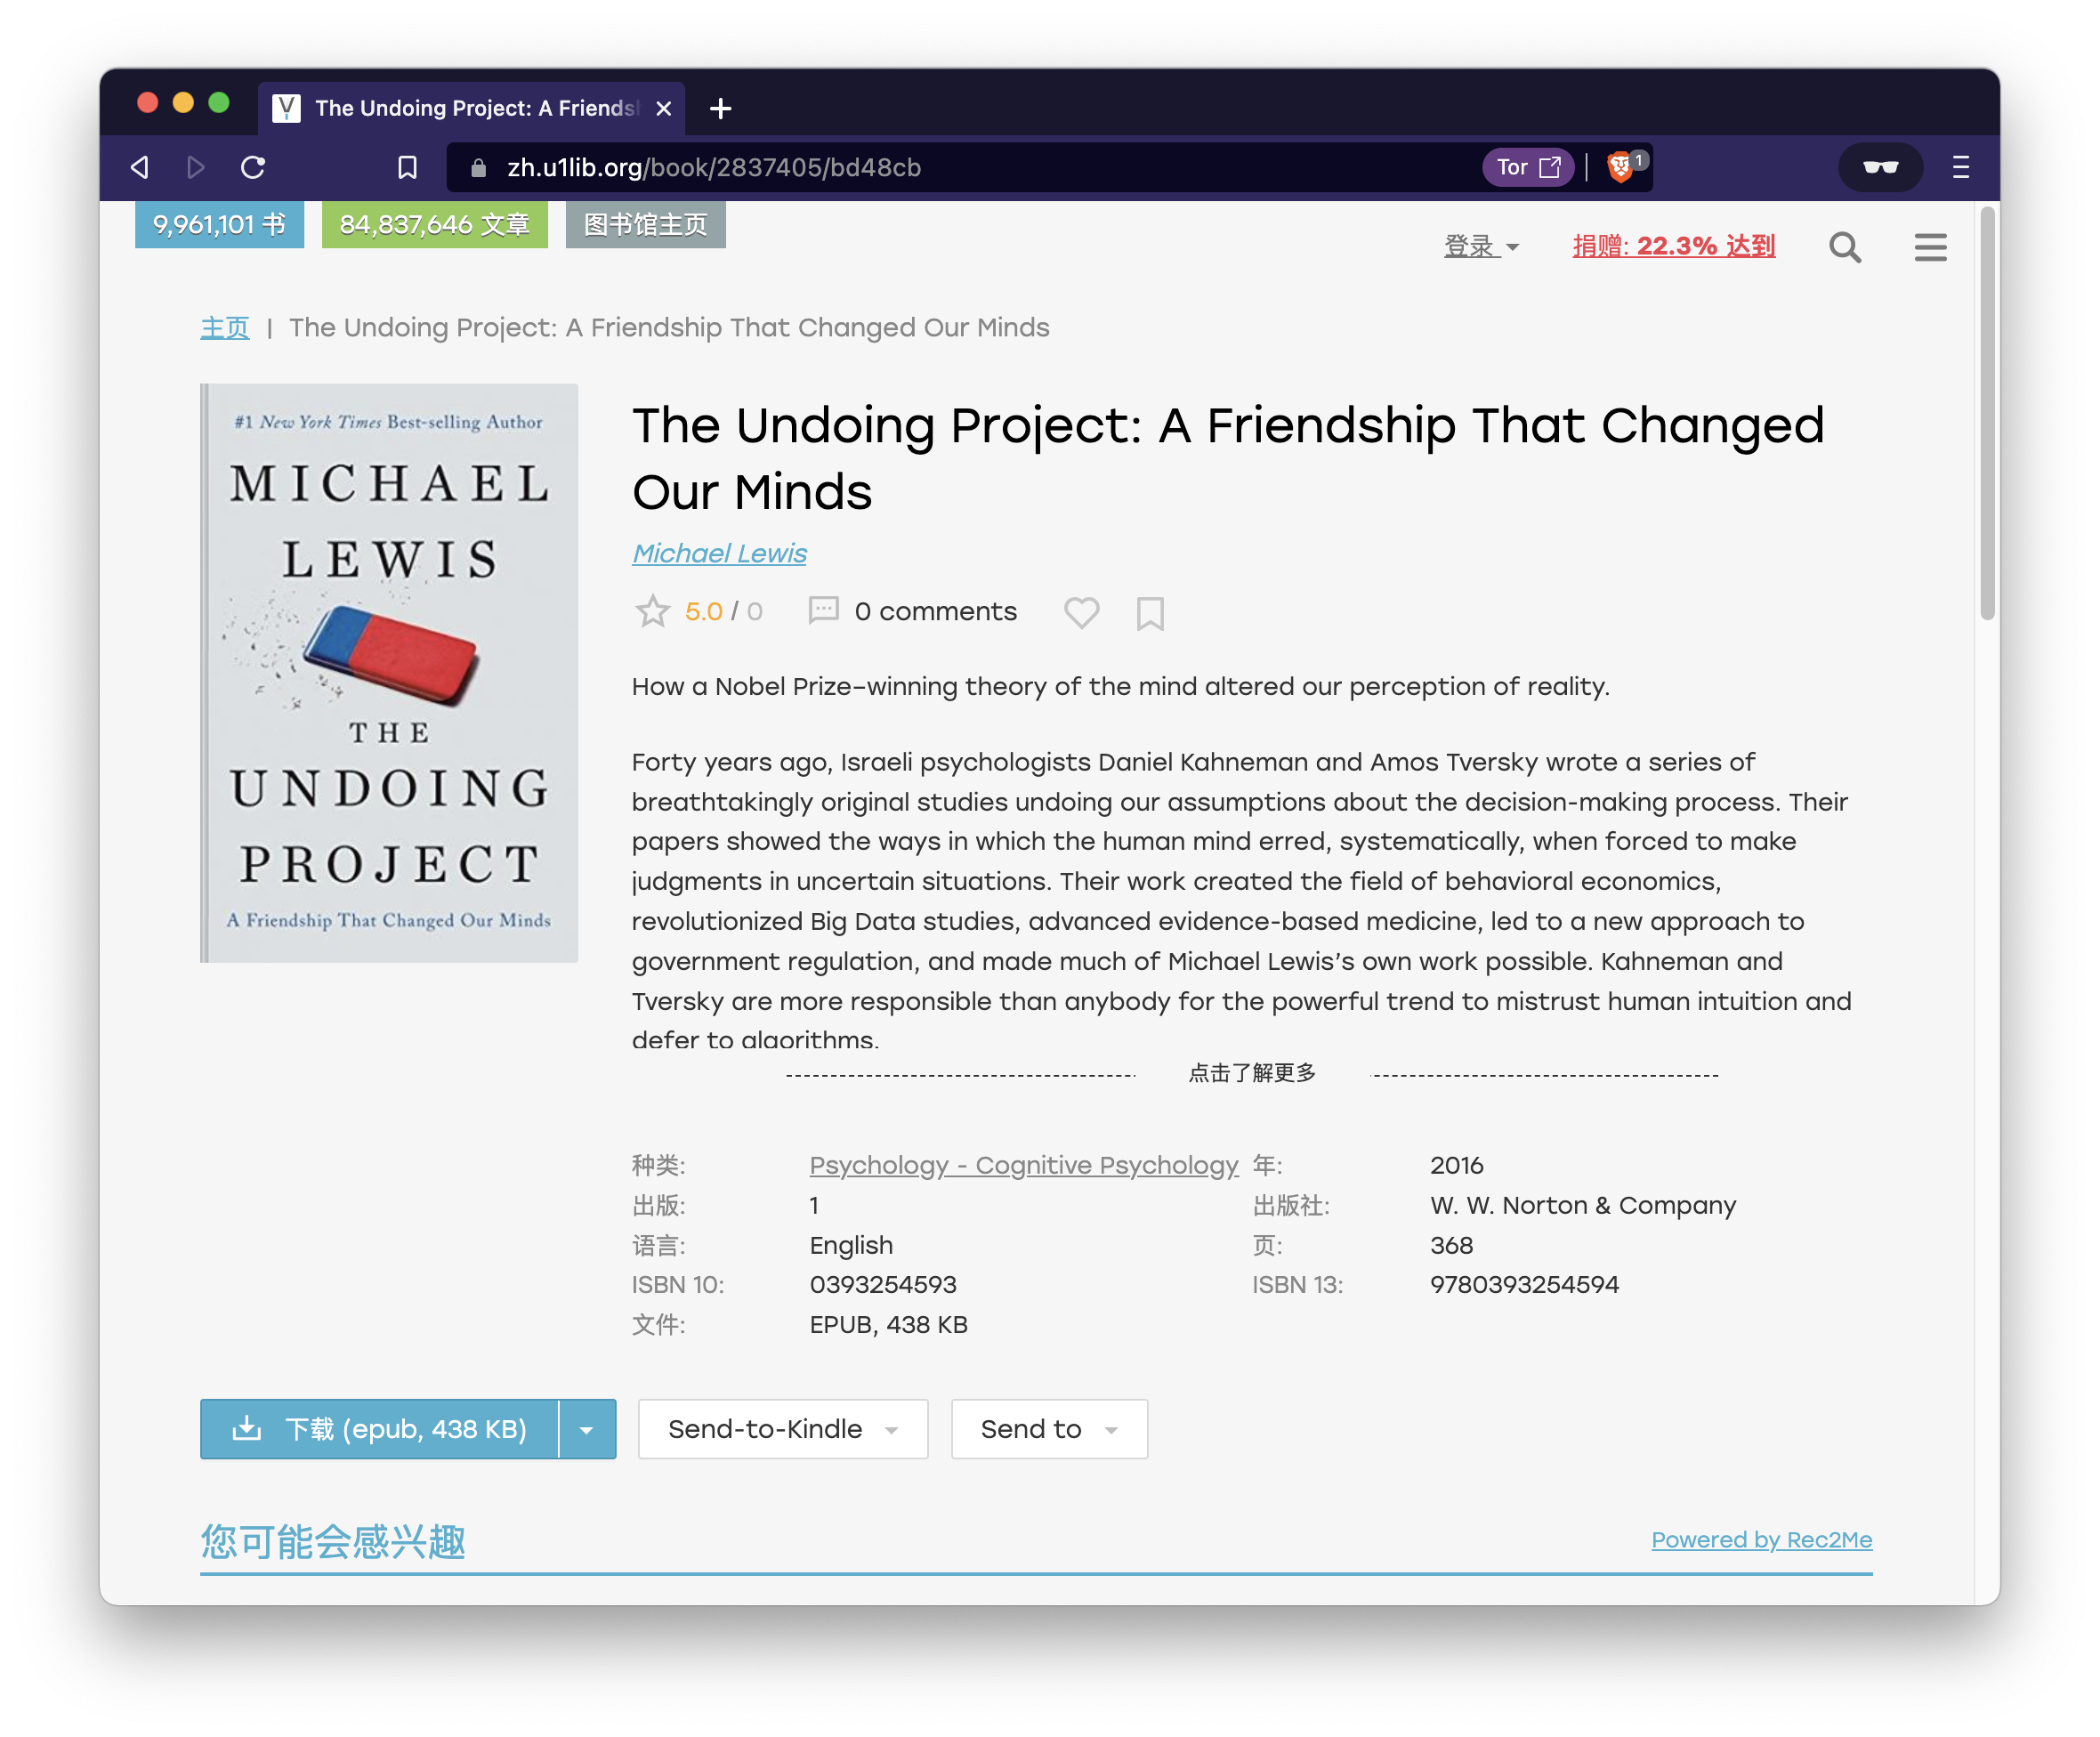 The Undoing Project: A Friends
zh.u1lib.org/book/2837405/bd48cb
Tor
1
9,961,101 书
84,837,646 文章
图书馆主页
登录
捐赠: 22.3% 达到
主页 | The Undoing Project: A Friendship That Changed Our Minds
#1 New York Times Best-selling Author
MICHAEL
LEWIS
THE
UNDOING
PROJECT
A Friendship That Changed Our Minds
The Undoing Project: A Friendship That Changed
Our Minds
Michael Lewis
5.0 / 0
0 comments
How a Nobel Prize–winning theory of the mind altered our perception of reality.
Forty years ago, Israeli psychologists Daniel Kahneman and Amos Tversky wrote a series of
breathtakingly original studies undoing our assumptions about the decision-making process. Their
papers showed the ways in which the human mind erred, systematically, when forced to make
judgments in uncertain situations. Their work created the field of behavioral economics,
revolutionized Big Data studies, advanced evidence-based medicine, led to a new approach to
government regulation, and made much of Michael Lewis’s own work possible. Kahneman and
Tversky are more responsible than anybody for the powerful trend to mistrust human intuition and
defer to algorithms.
点击了解更多
种类: Psychology - Cognitive Psychology
年: 2016
出版: 1
出版社: W. W. Norton & Company
语言: English
页: 368
ISBN 10: 0393254593
ISBN 13: 9780393254594
文件: EPUB, 438 KB
下载 (epub, 438 KB)
Send-to-Kindle
Send to
您可能会感兴趣
Powered by Rec2Me